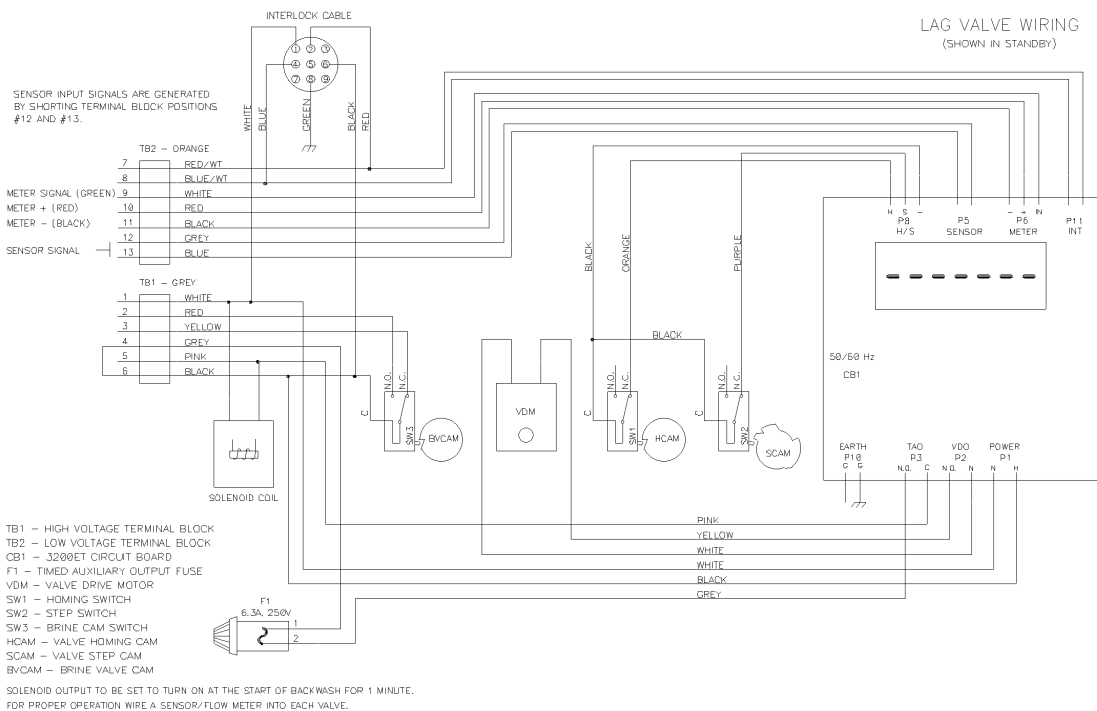 INTERLOCK CABLE
LAG VALVE WIRING
(SHOWN IN STANDBY)
1 2 3
4 5 6
7 8 9
SENSOR INPUT SIGNALS ARE GENERATED
BY SHORTING TERMINAL BLOCK POSITIONS
#12 AND #13.
WHITE
BLUE
GREEN
BLACK
RED
TB2 - ORANGE
7 RED/WT
8 BLUE/WT
METER SIGNAL (GREEN) 9 WHITE
METER + (RED) 10 RED
METER - (BLACK) 11 BLACK
12 GREY
SENSOR SIGNAL
13 BLUE
TB1 - GREY
1 WHITE
2 RED
3 YELLOW
4 GREY
5 PINK
6 BLACK
BLACK
ORANGE
PURPLE
BLACK
H S -
P8
H/S
P5
SENSOR
- + IN
P6
METER
P11
INT
50/60 Hz
CB1
N.O. N.C.
C
SW3
BVCAM
VDM
N.O. N.C.
C
SW1
HCAM
N.O. N.C.
C
SW2
SCAM
SOLENOID COIL
EARTH
P10
G G
TAO
P3
N.O. C
VDO
P2
N.O. N
POWER
P1
N H
PINK
YELLOW
WHITE
WHITE
BLACK
GREY
TB1 - HIGH VOLTAGE TERMINAL BLOCK
TB2 - LOW VOLTAGE TERMINAL BLOCK
CB1 - 3200ET CIRCUIT BOARD
F1 - TIMED AUXILIARY OUTPUT FUSE
VDM - VALVE DRIVE MOTOR
SW1 - HOMING SWITCH
SW2 - STEP SWITCH
SW3 - BRINE CAM SWITCH
HCAM - VALVE HOMING CAM
SCAM - VALVE STEP CAM
BVCAM - BRINE VALVE CAM
F1
6.3A, 250V
1
2
SOLENOID OUTPUT TO BE SET TO TURN ON AT THE START OF BACKWASH FOR 1 MINUTE.
FOR PROPER OPERATION WIRE A SENSOR/FLOW METER INTO EACH VALVE.